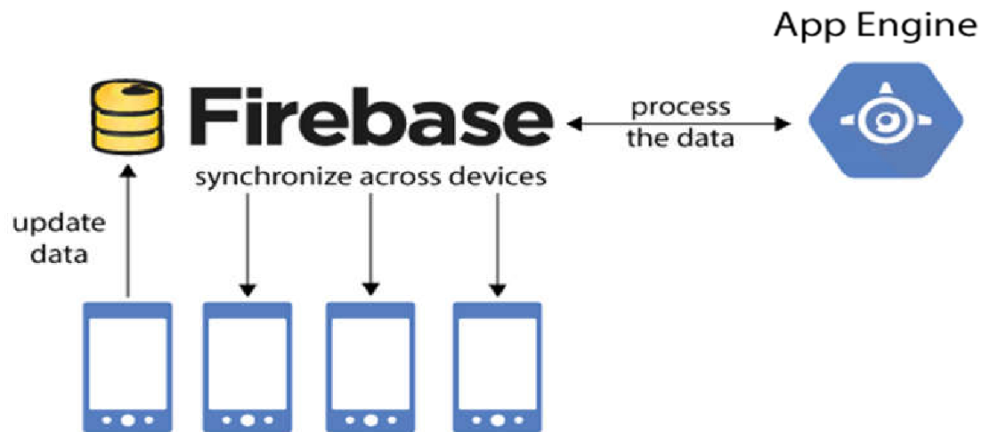 App Engine
Firebase
process
the data
synchronize across devices
update
data